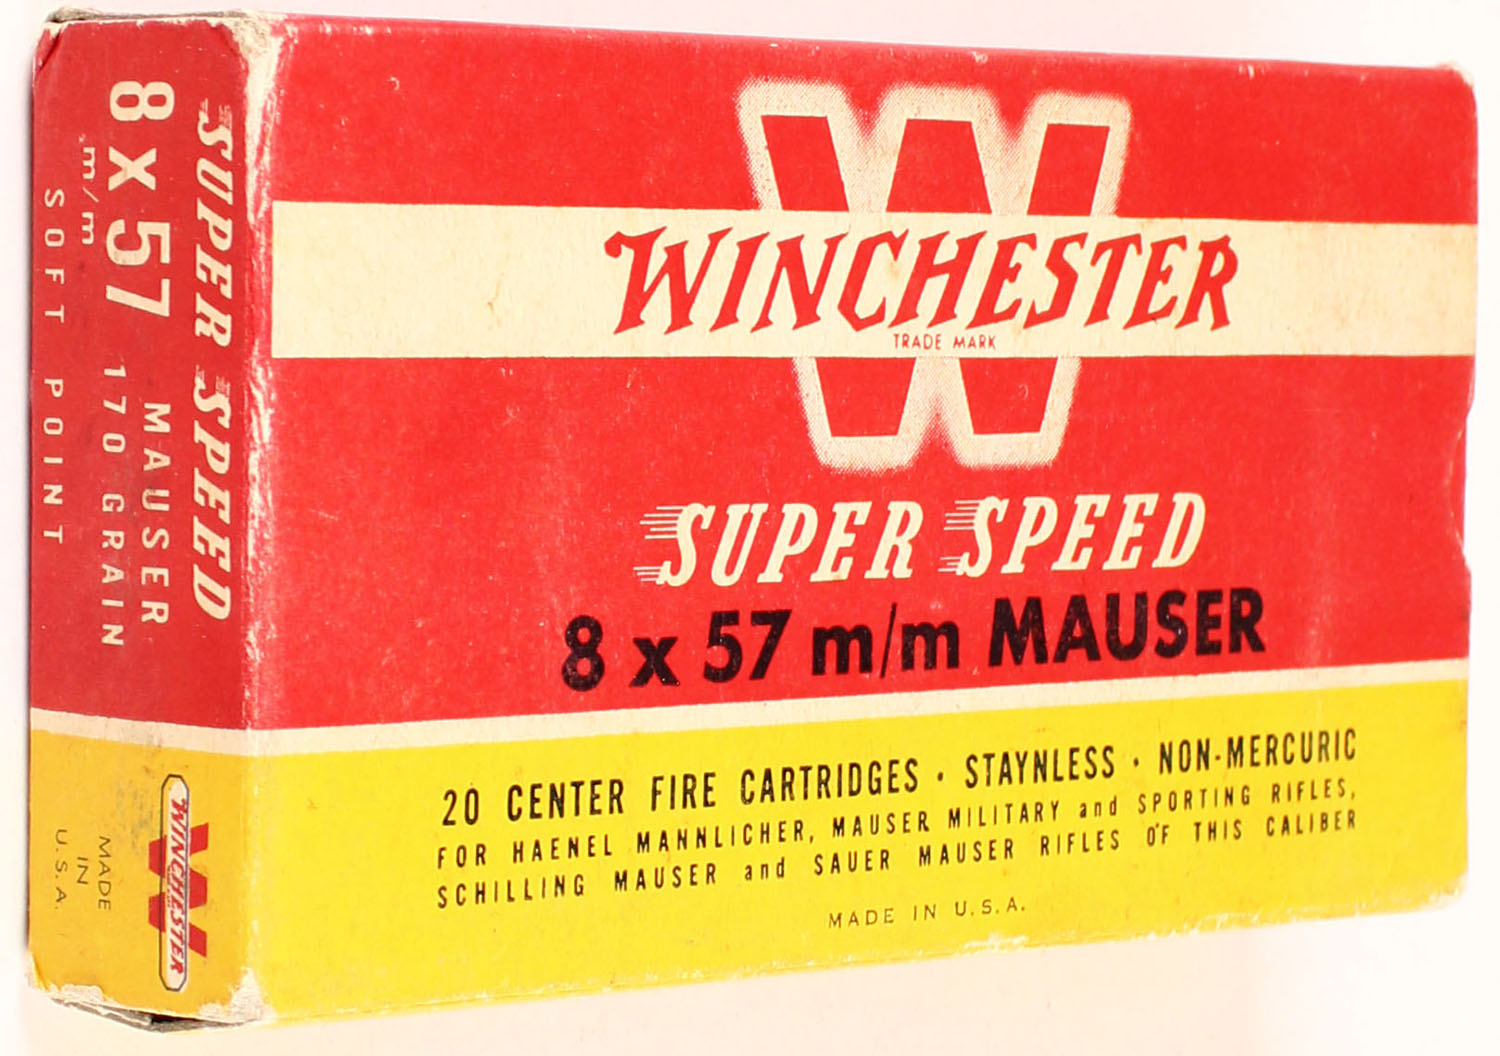 W
WINCHESTER
TRADE MARK
SUPER SPEED
8 x 57 m/m MAUSER
20 CENTER FIRE CARTRIDGES · STAYNLESS · NON-MERCURIC
FOR HAENEL MANNLICHER, MAUSER MILITARY and SPORTING RIFLES,
SCHILLING MAUSER and SAUER MAUSER RIFLES OF THIS CALIBER
MADE IN U.S.A.
SUPER SPEED
8 x 57 MAUSER
m/m 170 GRAIN
SOFT POINT
W
WINCHESTER
MADE
IN
U.S.A.